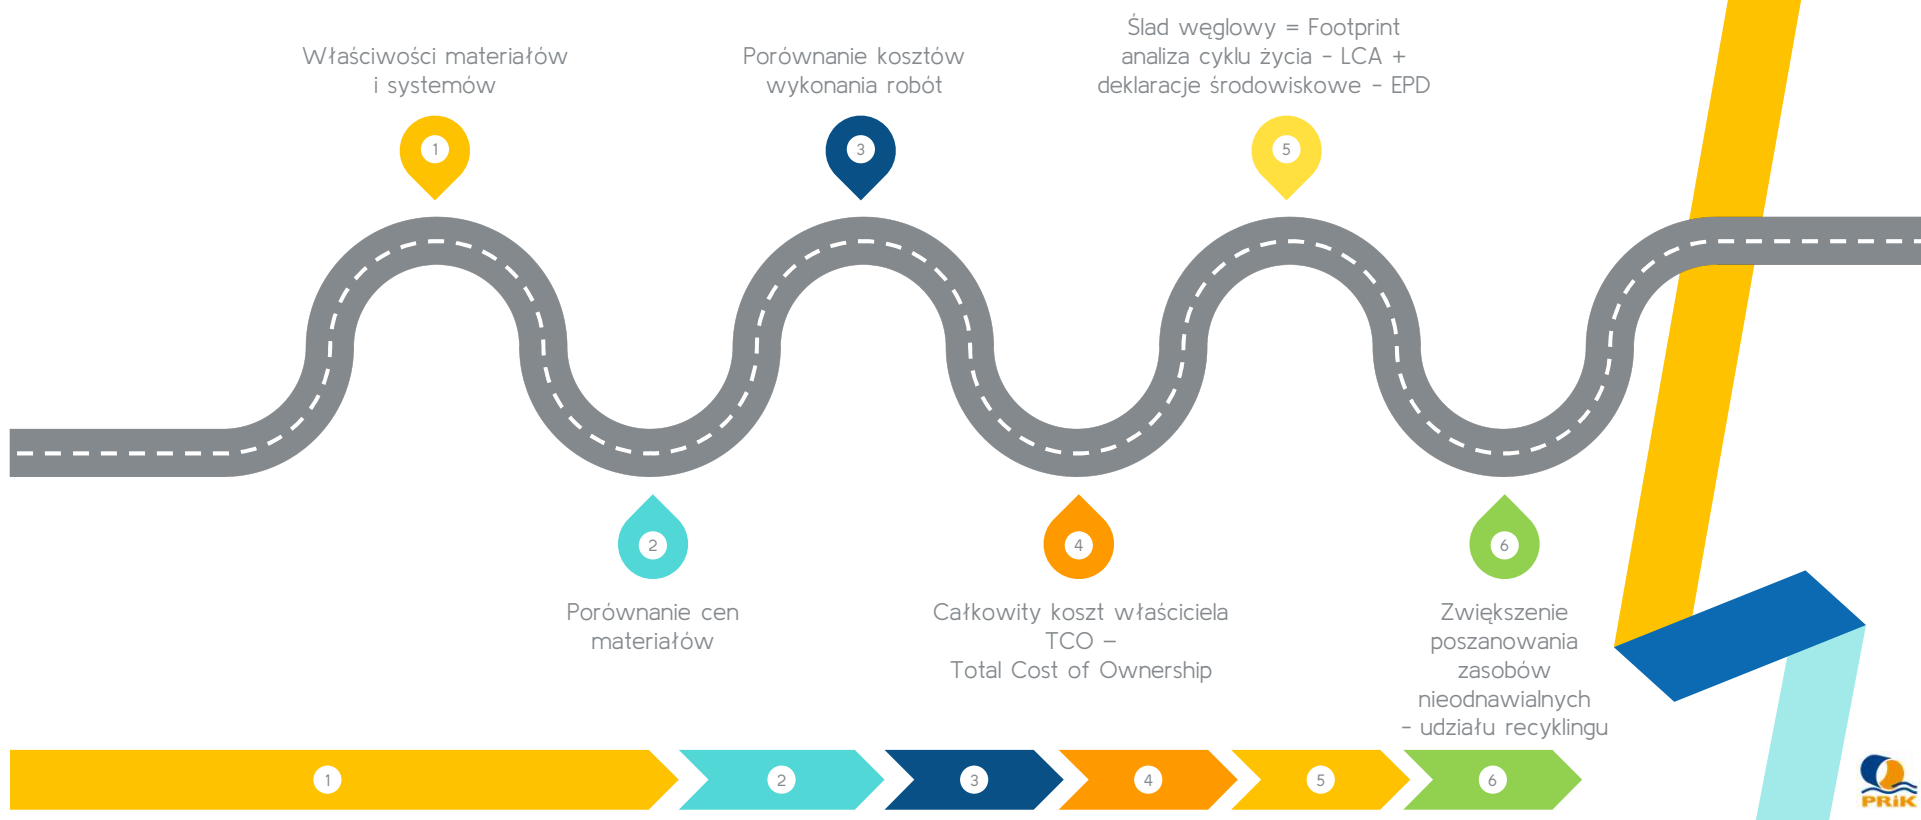 Właściwości materiałów
i systemów
1
Porównanie kosztów
wykonania robót
3
Ślad węglowy = Footprint
analiza cyklu życia - LCA +
deklaracje środowiskowe - EPD
5
2
Porównanie cen
materiałów
4
Całkowity koszt właściciela
TCO –
Total Cost of Ownership
6
Zwiększenie
poszanowania
zasobów
nieodnawialnych
- udziału recyklingu
1
2
3
4
5
6
PRiK